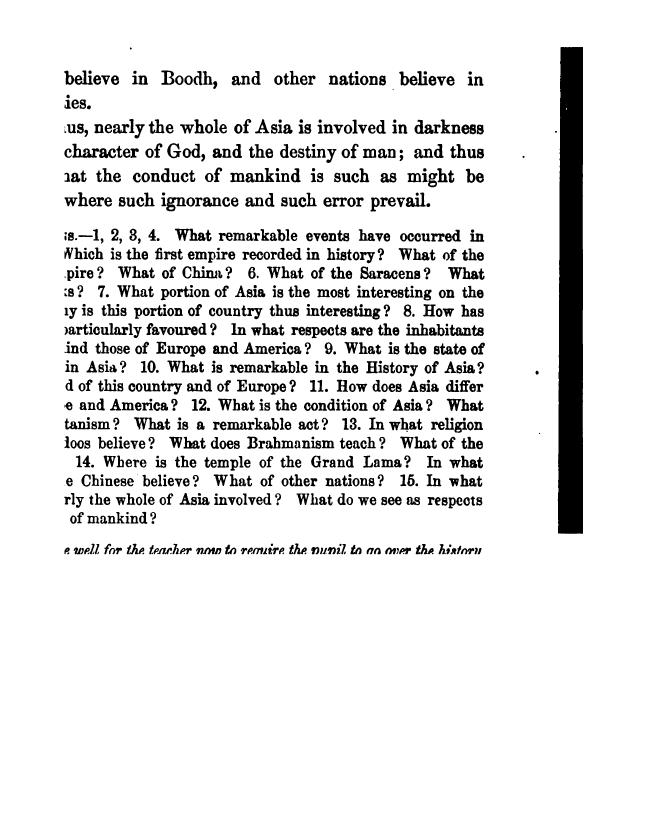 believe in Boodh, and other nations believe in
ies.
us, nearly the whole of Asia is involved in darkness
character of God, and the destiny of man; and thus
hat the conduct of mankind is such as might be
where such ignorance and such error prevail.
s.—1, 2, 3, 4. What remarkable events have occurred in
Which is the first empire recorded in history? What of the
pire? What of China? 6. What of the Saracens? What
s? 7. What portion of Asia is the most interesting on the
y is this portion of country thus interesting? 8. How has
particularly favoured? In what respects are the inhabitants
ind those of Europe and America? 9. What is the state of
in Asia? 10. What is remarkable in the History of Asia?
d of this country and of Europe? 11. How does Asia differ
e and America? 12. What is the condition of Asia? What
tanism? What is a remarkable act? 13. In what religion
doos believe? What does Brahmanism teach? What of the
14. Where is the temple of the Grand Lama? In what
e Chinese believe? What of other nations? 15. In what
rly the whole of Asia involved? What do we see as respects
of mankind?
e well for the teacher now to require the pupil to go over the history